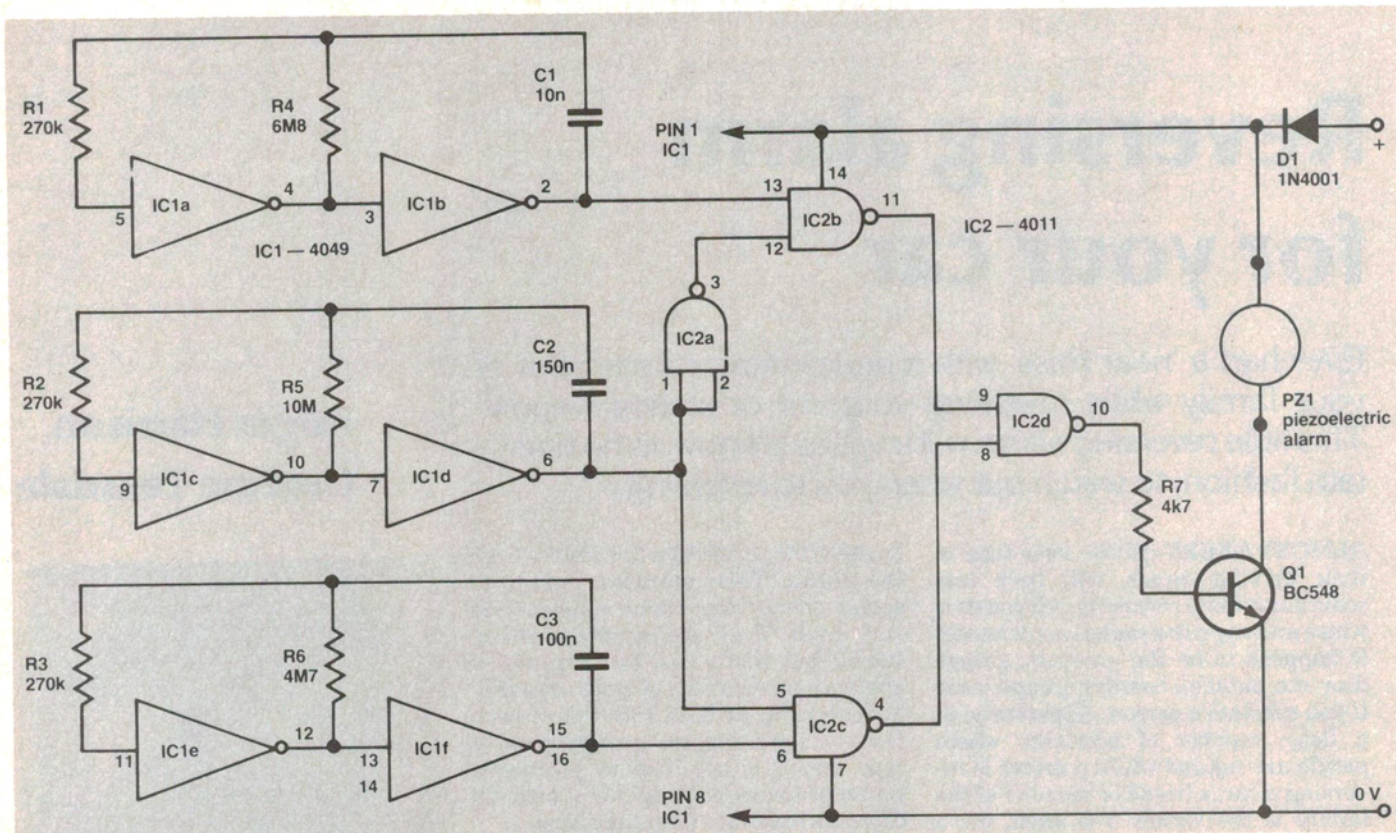 C1
10n
R1
270k
R4
6M8
PIN 1
IC1
+
D1
1N4001
14
13
4
2
11
IC1a
IC1b
IC2b
5
3
IC2 — 4011
IC1 — 4049
12
3
IC2a
C2
150n
R2
270k
R5
10M
1
2
9
PZ1
piezoelectric
alarm
10
IC2d
10
6
8
IC1c
IC1d
9
7
R7
4k7
Q1
BC548
C3
100n
R3
270k
R6
4M7
5
4
IC2c
12
15
6
IC1e
IC1f
16
11
13
14
7
0 V
PIN 8
IC1